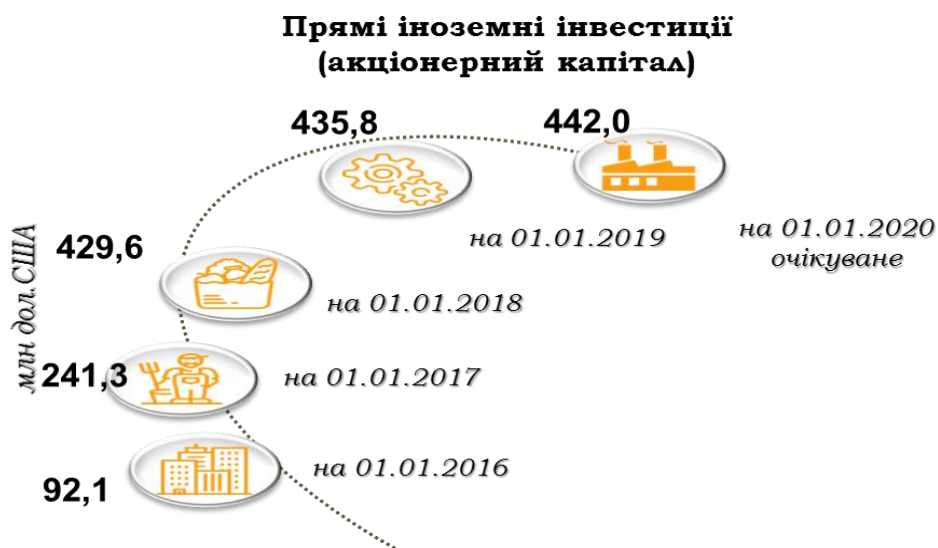 Прямі іноземні інвестиції
(акціонерний капітал)
435,8
442,0
на 01.01.2019
на 01.01.2020
очікуване
429,6
на 01.01.2018
млн дол.США
241,3
на 01.01.2017
92,1
на 01.01.2016